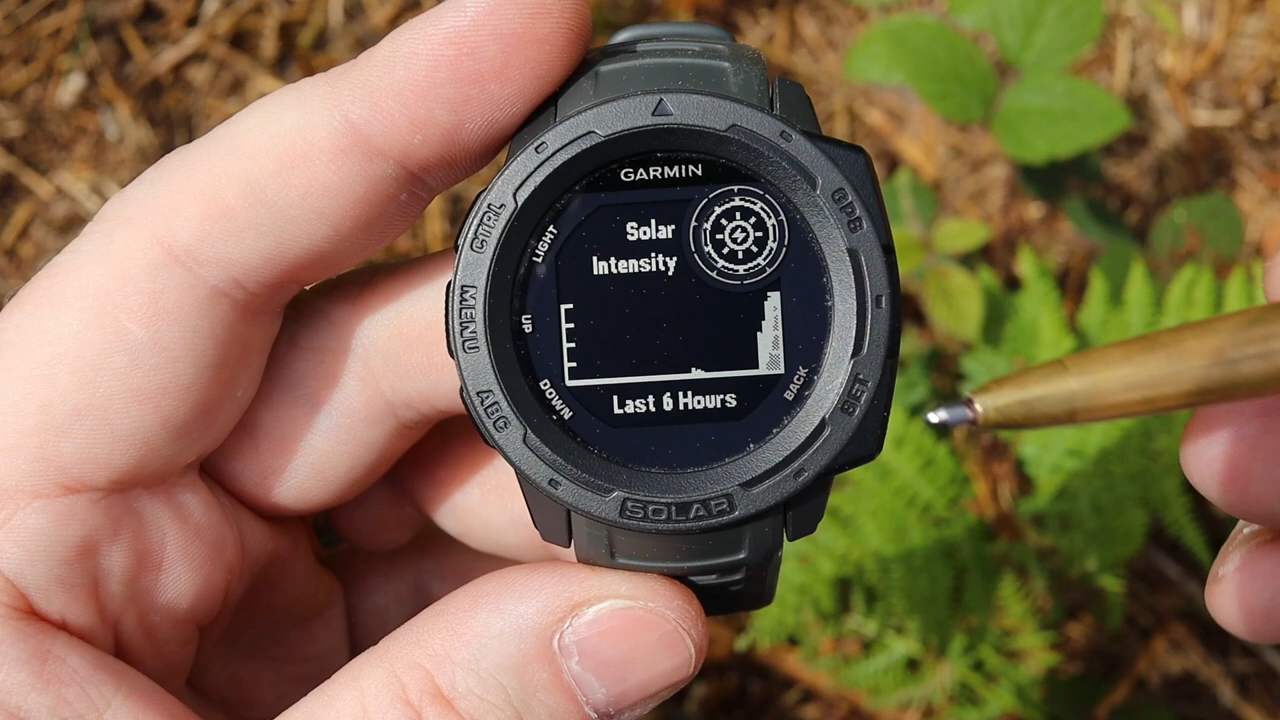 GARMIN
GPS
CTRL
LIGHT
Solar
Intensity
MENU
UP
ABC
DOWN
BACK
SET
Last 6 Hours
SOLAR